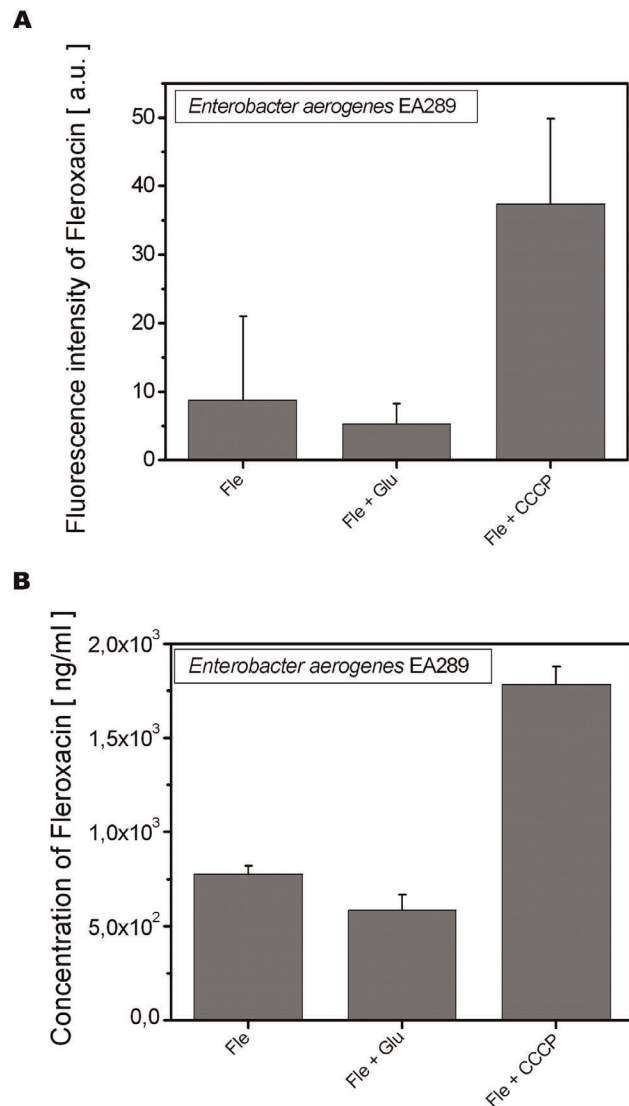 A
Fluorescence intensity of Fleroxacin [ a.u. ]
Enterobacter aerogenes EA289
50
40
30
20
10
0
Fle
Fle + Glu
Fle + CCCP
B
Concentration of Fleroxacin [ ng/ml ]
Enterobacter aerogenes EA289
2,0x10³
1,5x10³
1,0x10³
5,0x10²
0,0
Fle
Fle + Glu
Fle + CCCP